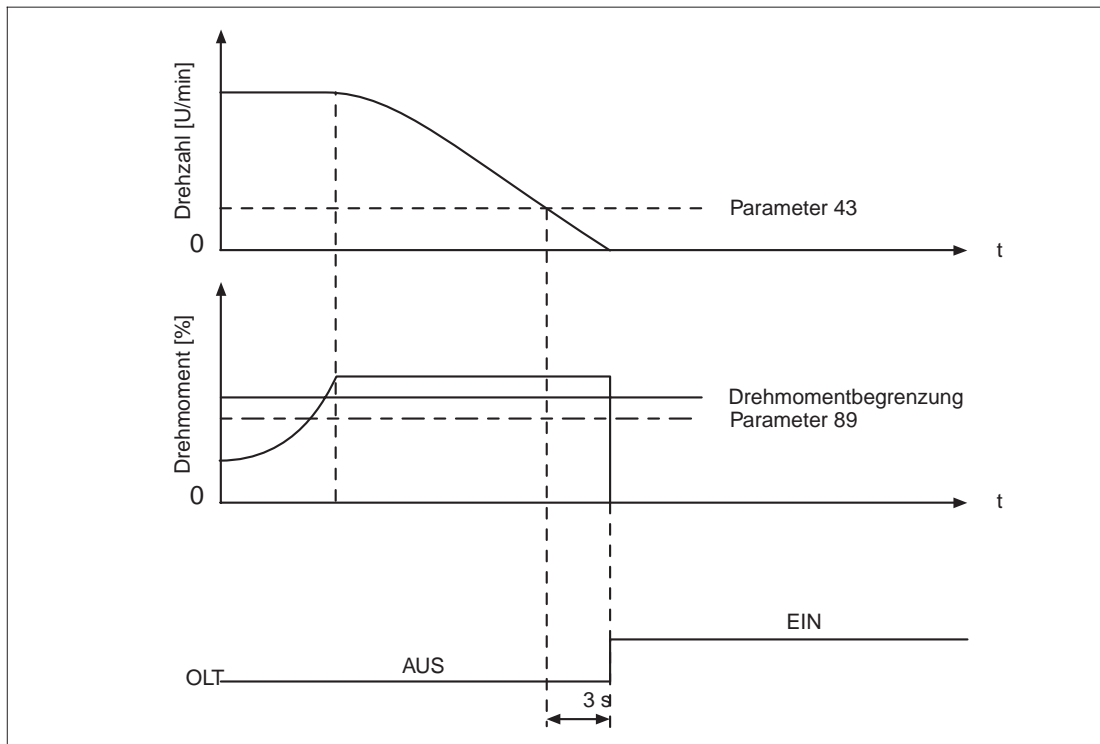 Drehzahl [U/min]
Parameter 43
0
t
Drehmoment [%]
Drehmomentbegrenzung
Parameter 89
0
t
EIN
OLT
AUS
3 s